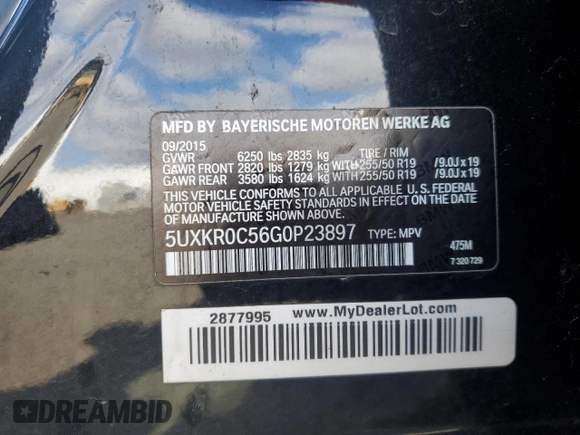 MFD BY BAYERISCHE MOTOREN WERKE AG
09/2015
GVWR 6250 lbs 2835 kg TIRE / RIM
GAWR FRONT 2820 lbs 1279 kg WITH 255/50 R19 /9.0J x 19
GAWR REAR 3580 lbs 1624 kg WITH 255/50 R19 /9.0J x 19
THIS VEHICLE CONFORMS TO ALL APPLICABLE U. S. FEDERAL
MOTOR VEHICLE SAFETY STANDARDS IN EFFECT ON THE DATE OF
MANUFACTURE SHOWN ABOVE.
5UXKR0C56G0P23897 TYPE: MPV 475M
7 320 729
2877995 www.MyDealerLot.com
DREAMBID